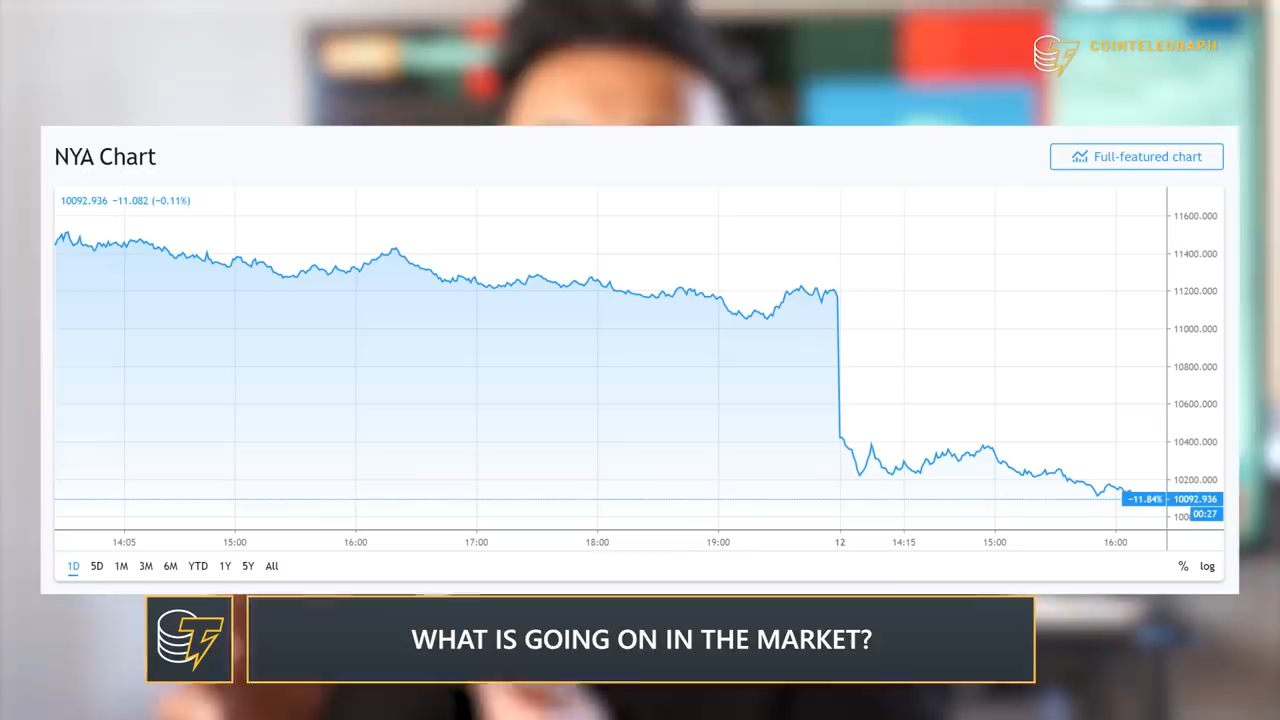 COINTELEGRAPH
NYA Chart
Full-featured chart
10092.936 −11.082 (−0.11%)
11600.000
11400.000
11200.000
11000.000
10800.000
10600.000
10400.000
10200.000
−11.84% 10092.936
00:27
14:05 15:00 16:00 17:00 18:00 19:00 12 14:15 15:00 16:00
1D 5D 1M 3M 6M YTD 1Y 5Y All % log
WHAT IS GOING ON IN THE MARKET?